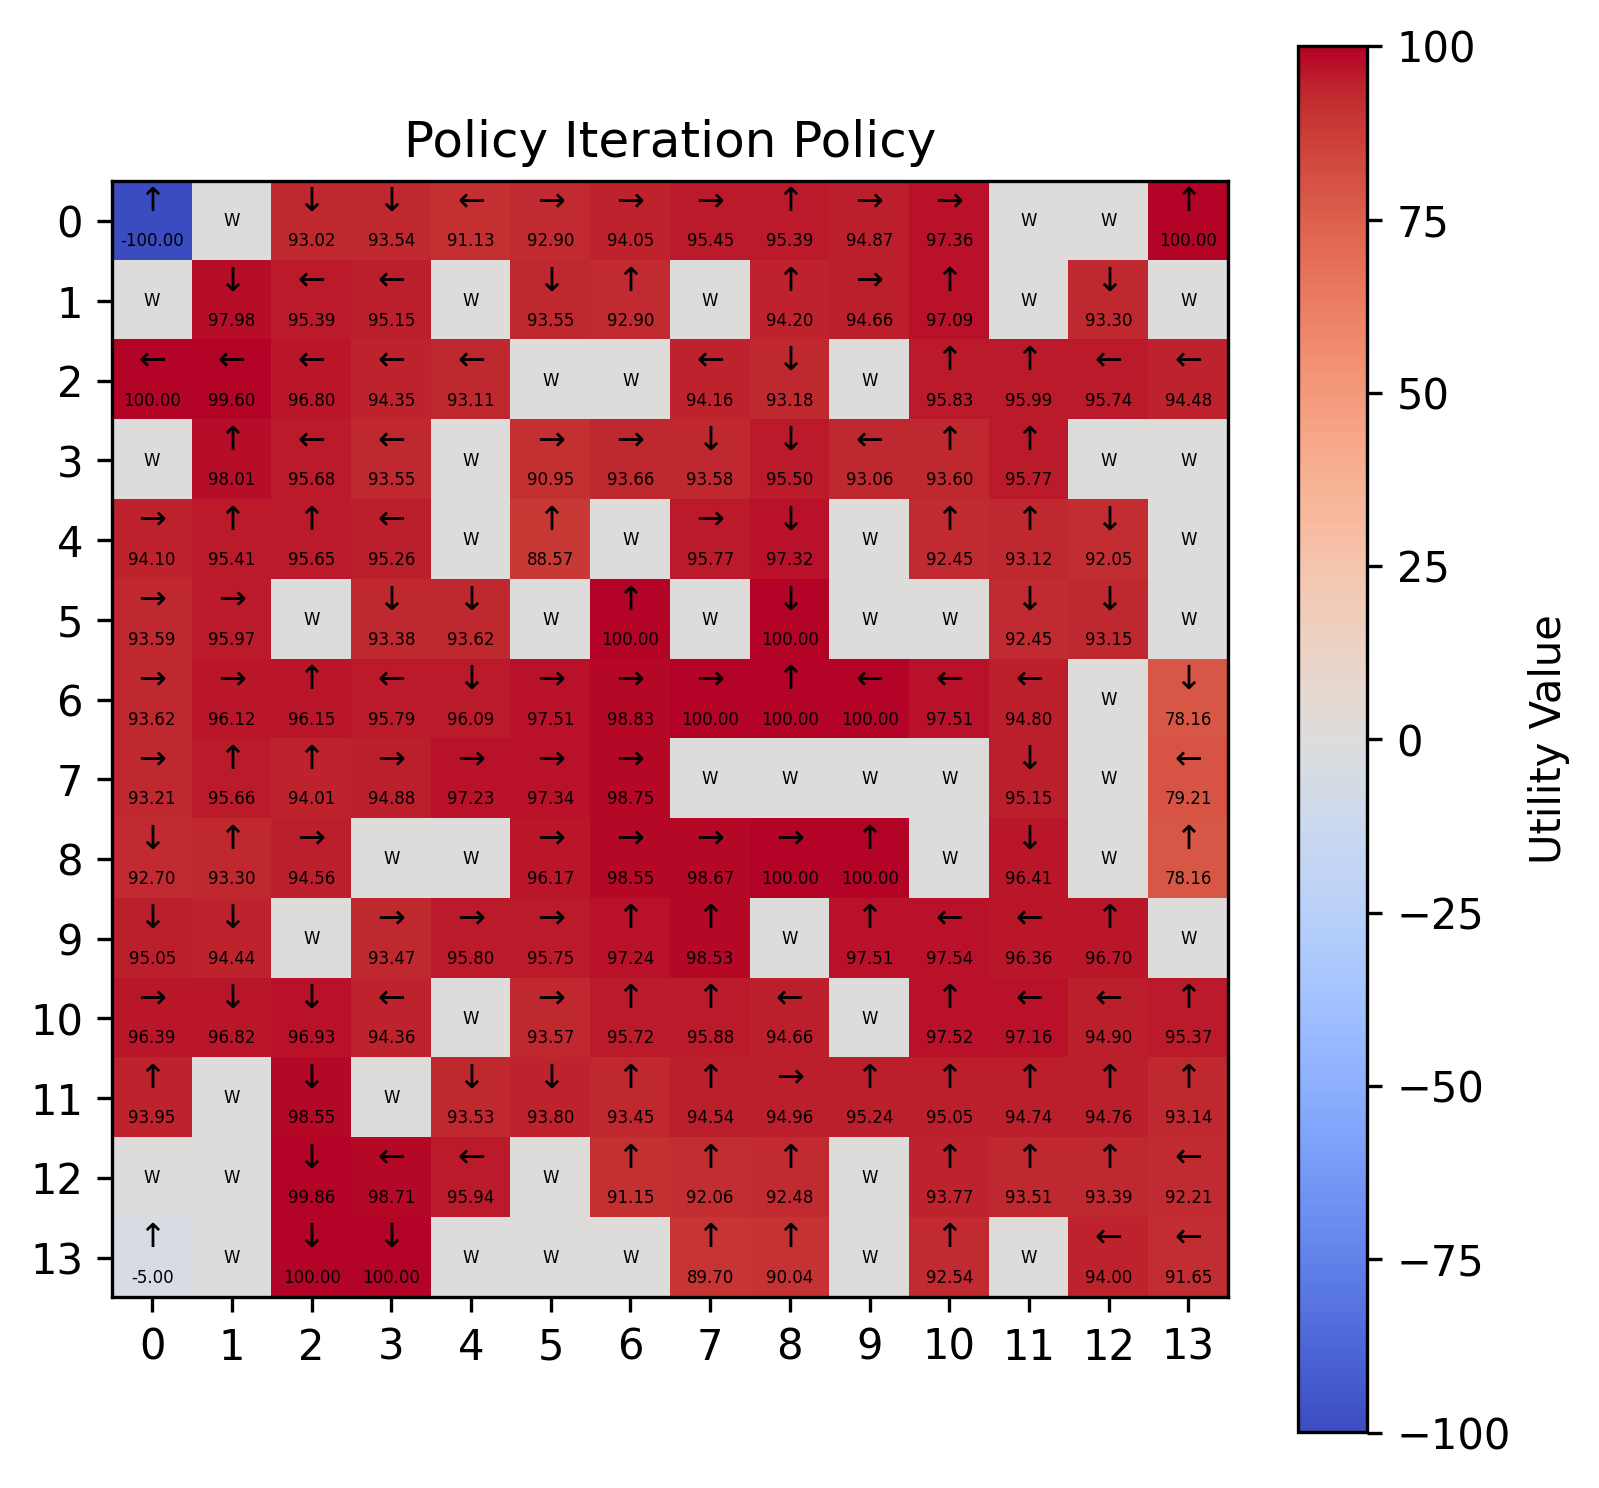 Policy Iteration Policy
0 ↑ W ↓ ↓ ← → → → ↑ → → W W ↑
-100.00 93.02 93.54 91.13 92.90 94.05 95.45 95.39 94.87 97.36 100.00
1 W ↓ ← ← W ↓ ↑ W ↑ → ↑ W ↓ W
97.98 95.39 95.15 93.55 92.90 94.20 94.66 97.09 93.30
2 ← ← ← ← ← W W ← ↓ W ↑ ↑ ← ←
100.00 99.60 96.80 94.35 93.11 94.16 93.18 95.83 95.99 95.74 94.48
3 W ↑ ← ← W → → ↓ ↓ ← ↑ ↑ W W
98.01 95.68 93.55 90.95 93.66 93.58 95.50 93.06 93.60 95.77
4 → ↑ ↑ ← W ↑ W → ↓ W ↑ ↑ ↓ W
94.10 95.41 95.65 95.26 88.57 95.77 97.32 92.45 93.12 92.05
5 → → W ↓ ↓ W ↑ W ↓ W W ↓ ↓ W
93.59 95.97 93.38 93.62 100.00 100.00 92.45 93.15
6 → → ↑ ← ↓ → → → ↑ ← ← ← W ↓
93.62 96.12 96.15 95.79 96.09 97.51 98.83 100.00 100.00 100.00 97.51 94.80 78.16
7 → ↑ ↑ → → → → W W W W ↓ W ←
93.21 95.66 94.01 94.88 97.23 97.34 98.75 95.15 79.21
8 ↓ ↑ → W W → → → → ↑ W ↓ W ↑
92.70 93.30 94.56 96.17 98.55 98.67 100.00 100.00 96.41 78.16
9 ↓ ↓ W → → → ↑ ↑ W ↑ ← ← ↑ W
95.05 94.44 93.47 95.80 95.75 97.24 98.53 97.51 97.54 96.36 96.70
10 → ↓ ↓ ← W → ↑ ↑ ← W ↑ ← ← ↑
96.39 96.82 96.93 94.36 93.57 95.72 95.88 94.66 97.52 97.16 94.90 95.37
11 ↑ W ↓ W ↓ ↓ ↑ ↑ → ↑ ↑ ↑ ↑ ↑
93.95 98.55 93.53 93.80 93.45 94.54 94.96 95.24 95.05 94.74 94.76 93.14
12 W W ↓ ← ← W ↑ ↑ ↑ W ↑ ↑ ↑ ←
99.86 98.71 95.94 91.15 92.06 92.48 93.77 93.51 93.39 92.21
13 ↑ W ↓ ↓ W W W ↑ ↑ W ↑ W ← ←
-5.00 100.00 100.00 89.70 90.04 92.54 94.00 91.65
0 1 2 3 4 5 6 7 8 9 10 11 12 13
100
75
50
25
0
−25
−50
−75
−100
Utility Value